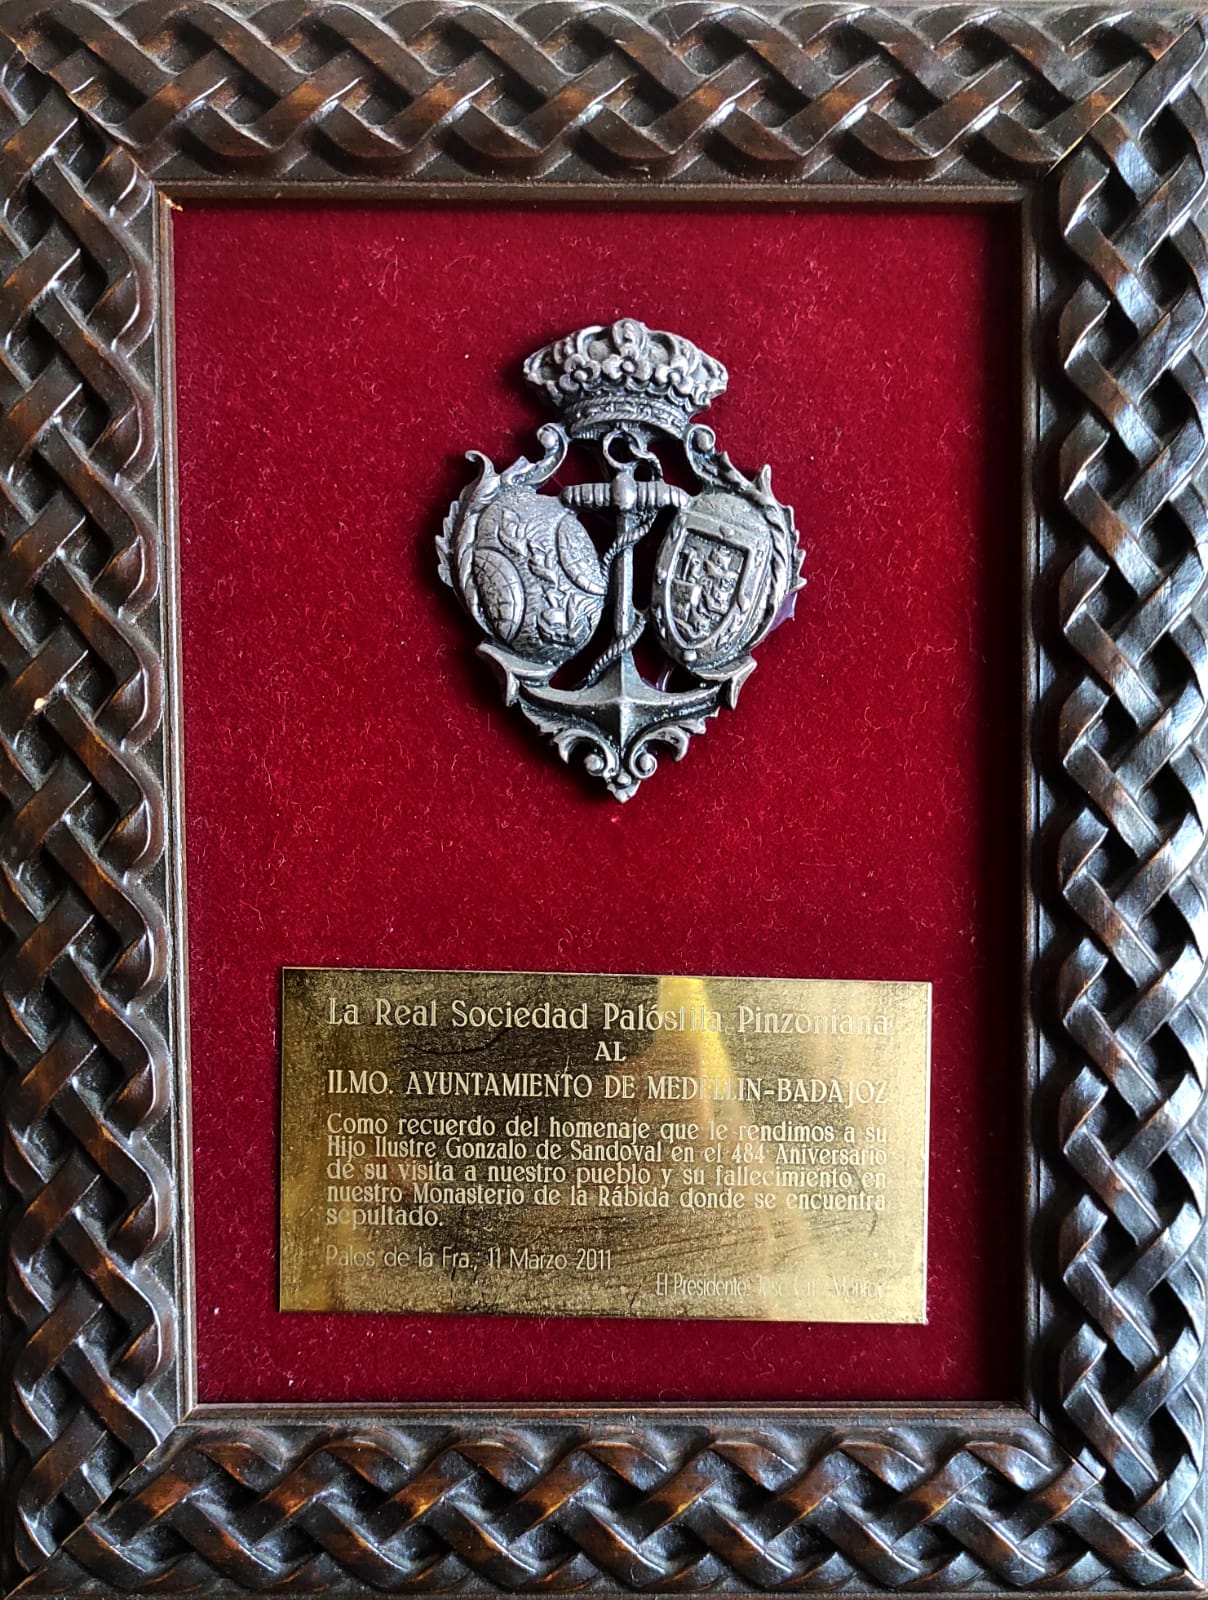 La Real Sociedad Palósfila Pinzoniana
AL
ILMO. AYUNTAMIENTO DE MEDELLIN-BADAJOZ
Como recuerdo del homenaje que le rendimos a su
Hijo Ilustre Gonzalo de Sandoval en el 484 Aniversario
de su visita a nuestro pueblo y su fallecimiento en
nuestro Monasterio de la Rábida donde se encuentra
sepultado.
Palos de la Fra., 11 Marzo 2011
El Presidente José